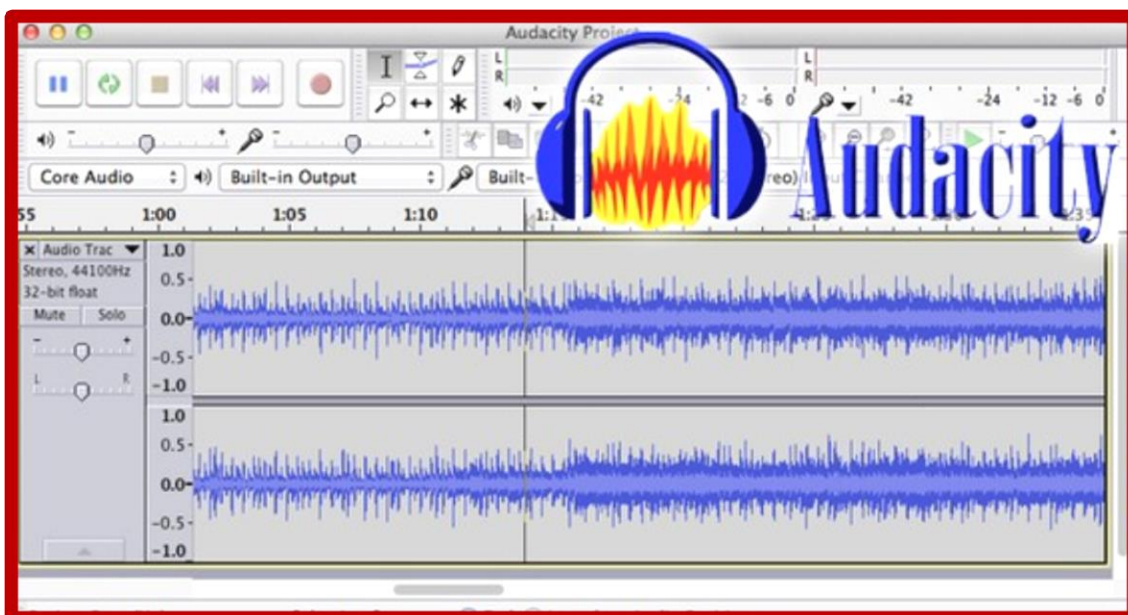 Audacity Project
L
R
L
R
-42 -24 -6 0
-42 -24 -12 -6 0
Audacity
Core Audio
Built-in Output
Built-
55 1:00 1:05 1:10
Audio Trac 1.0
Stereo, 44100Hz
0.5-
32-bit float
Mute Solo
0.0-
- +
-0.5-
L R
-1.0
1.0
0.5-
0.0-
-0.5-
-1.0